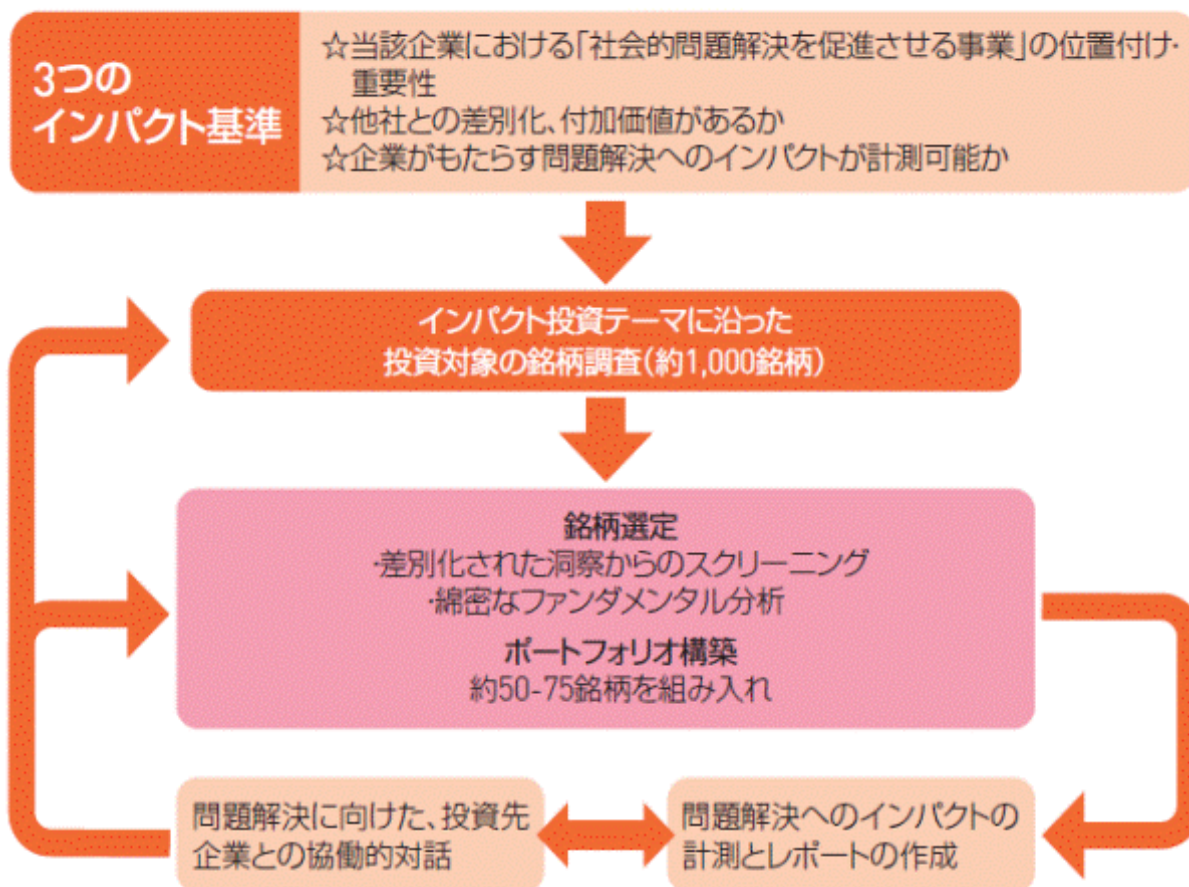 3つの
インパクト基準
☆当該企業における「社会的問題解決を促進させる事業」の位置付け・
重要性
☆他社との差別化、付加価値があるか
☆企業がもたらす問題解決へのインパクトが計測可能か
インパクト投資テーマに沿った
投資対象の銘柄調査(約1,000銘柄)
銘柄選定
・差別化された洞察からのスクリーニング
・綿密なファンダメンタル分析
ポートフォリオ構築
約50-75銘柄を組み入れ
問題解決に向けた、投資先
企業との協働的対話
問題解決へのインパクトの
計測とレポートの作成